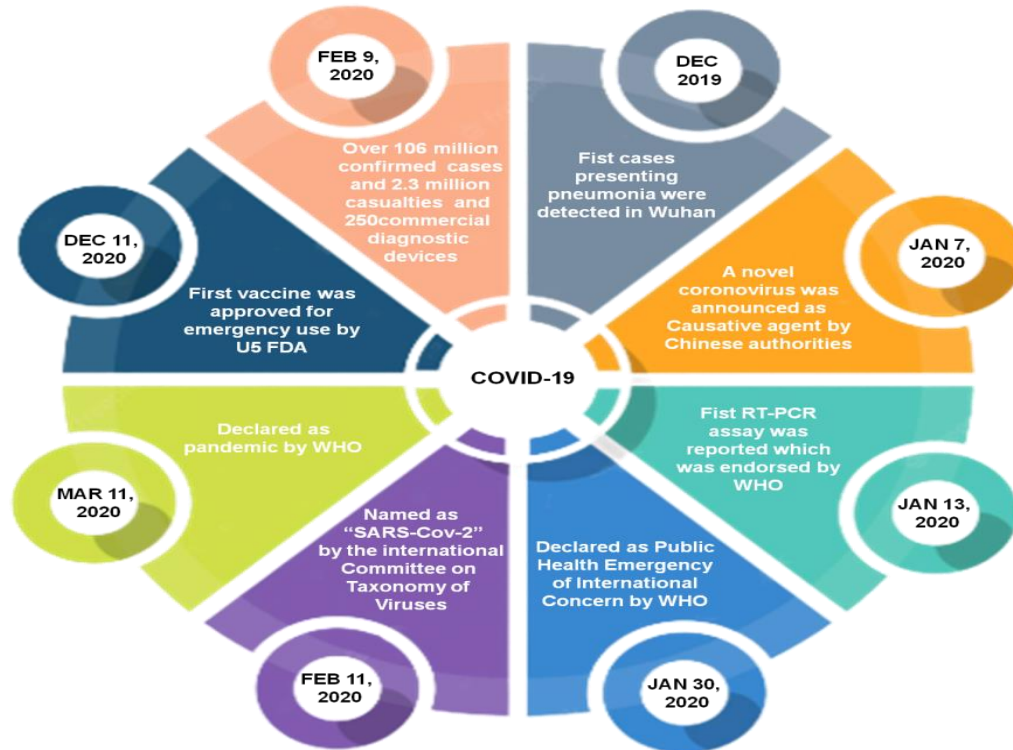 DEC
2019
Fist cases
presenting
pneumonia were
detected in Wuhan
JAN 7,
2020
A novel
coronovirus was
announced as
Causative agent by
Chinese authorities
JAN 13,
2020
Fist RT-PCR
assay was
reported which
was endorsed by
WHO
JAN 30,
2020
Declared as Public
Health Emergency
of International
Concern by WHO
FEB 11,
2020
Named as
“SARS-Cov-2”
by the international
Committee on
Taxonomy of
Viruses
MAR 11,
2020
Declared as
pandemic by WHO
DEC 11,
2020
First vaccine was
approved for
emergency use by
U5 FDA
FEB 9,
2020
Over 106 million
confirmed cases
and 2.3 million
casualties and
250commercial
diagnostic
devices
COVID-19